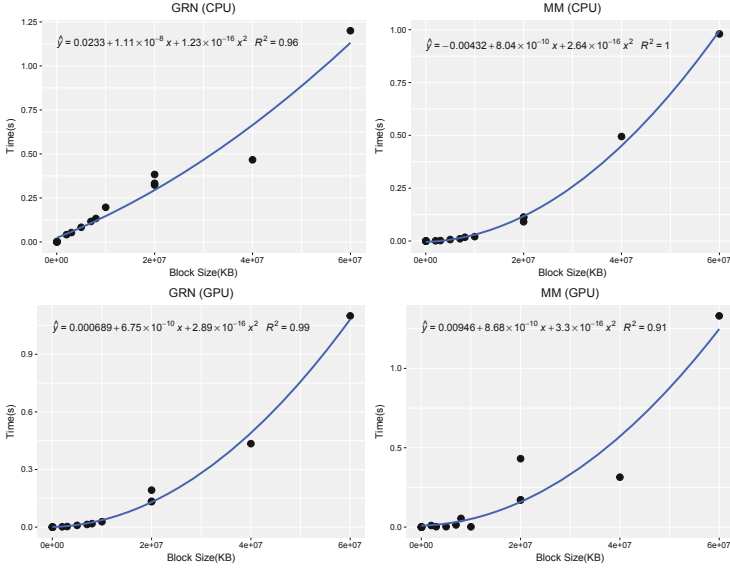 GRN (CPU)
1.25
1.00
0.75
0.50
0.25
0.00
Time(s)
ŷ = 0.0233 + 1.11 × 10⁻⁸ x + 1.23 × 10⁻¹⁶ x² R² = 0.96
0e+00 2e+07 4e+07 6e+07
Block Size(KB)
MM (CPU)
1.00
0.50
0.25
0.00
Time(s)
ŷ = −0.00432 + 8.04 × 10⁻¹⁰ x + 2.64 × 10⁻¹⁶ x² R² = 1
0e+00 2e+07 4e+07 6e+07
Block Size(KB)
GRN (GPU)
0.9
0.6
0.3
0.0
Time(s)
ŷ = 0.000689 + 6.75 × 10⁻¹⁰ x + 2.89 × 10⁻¹⁶ x² R² = 0.99
0e+00 2e+07 4e+07 6e+07
Block Size(KB)
MM (GPU)
1.0
0.5
0.0
Time(s)
ŷ = 0.00946 + 8.68 × 10⁻¹⁰ x + 3.3 × 10⁻¹⁶ x² R² = 0.91
0e+00 2e+07 4e+07 6e+07
Block Size(KB)